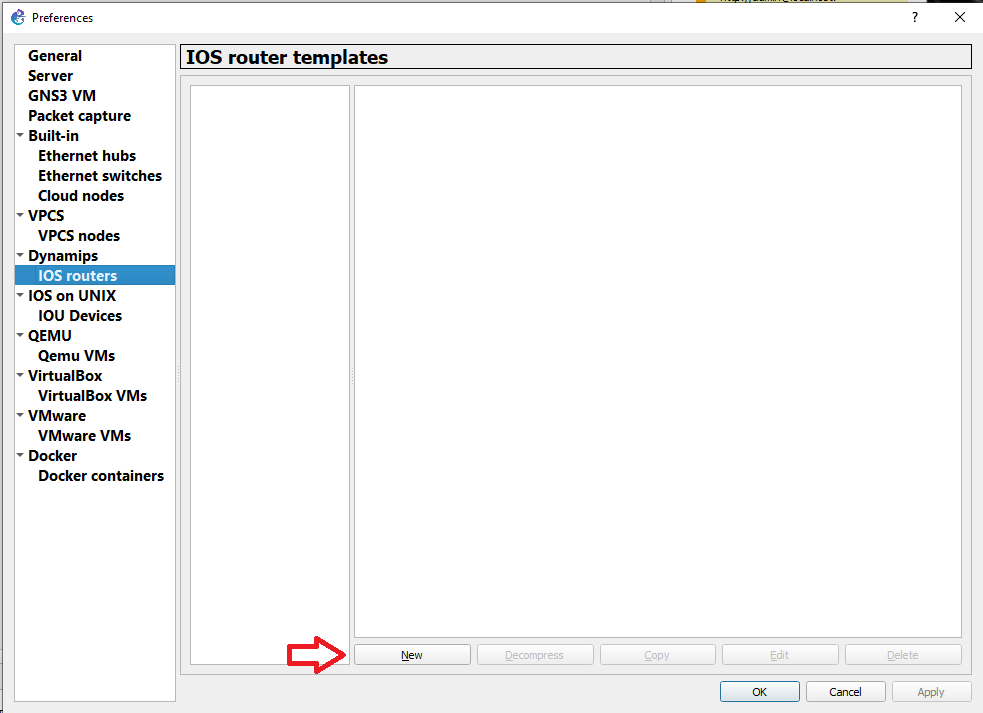 Preferences
?
General
Server
GNS3 VM
Packet capture
Built-in
Ethernet hubs
Ethernet switches
Cloud nodes
VPCS
VPCS nodes
Dynamips
IOS routers
IOS on UNIX
IOU Devices
QEMU
Qemu VMs
VirtualBox
VirtualBox VMs
VMware
VMware VMs
Docker
Docker containers
IOS router templates
New Decompress Copy Edit Delete
OK Cancel Apply